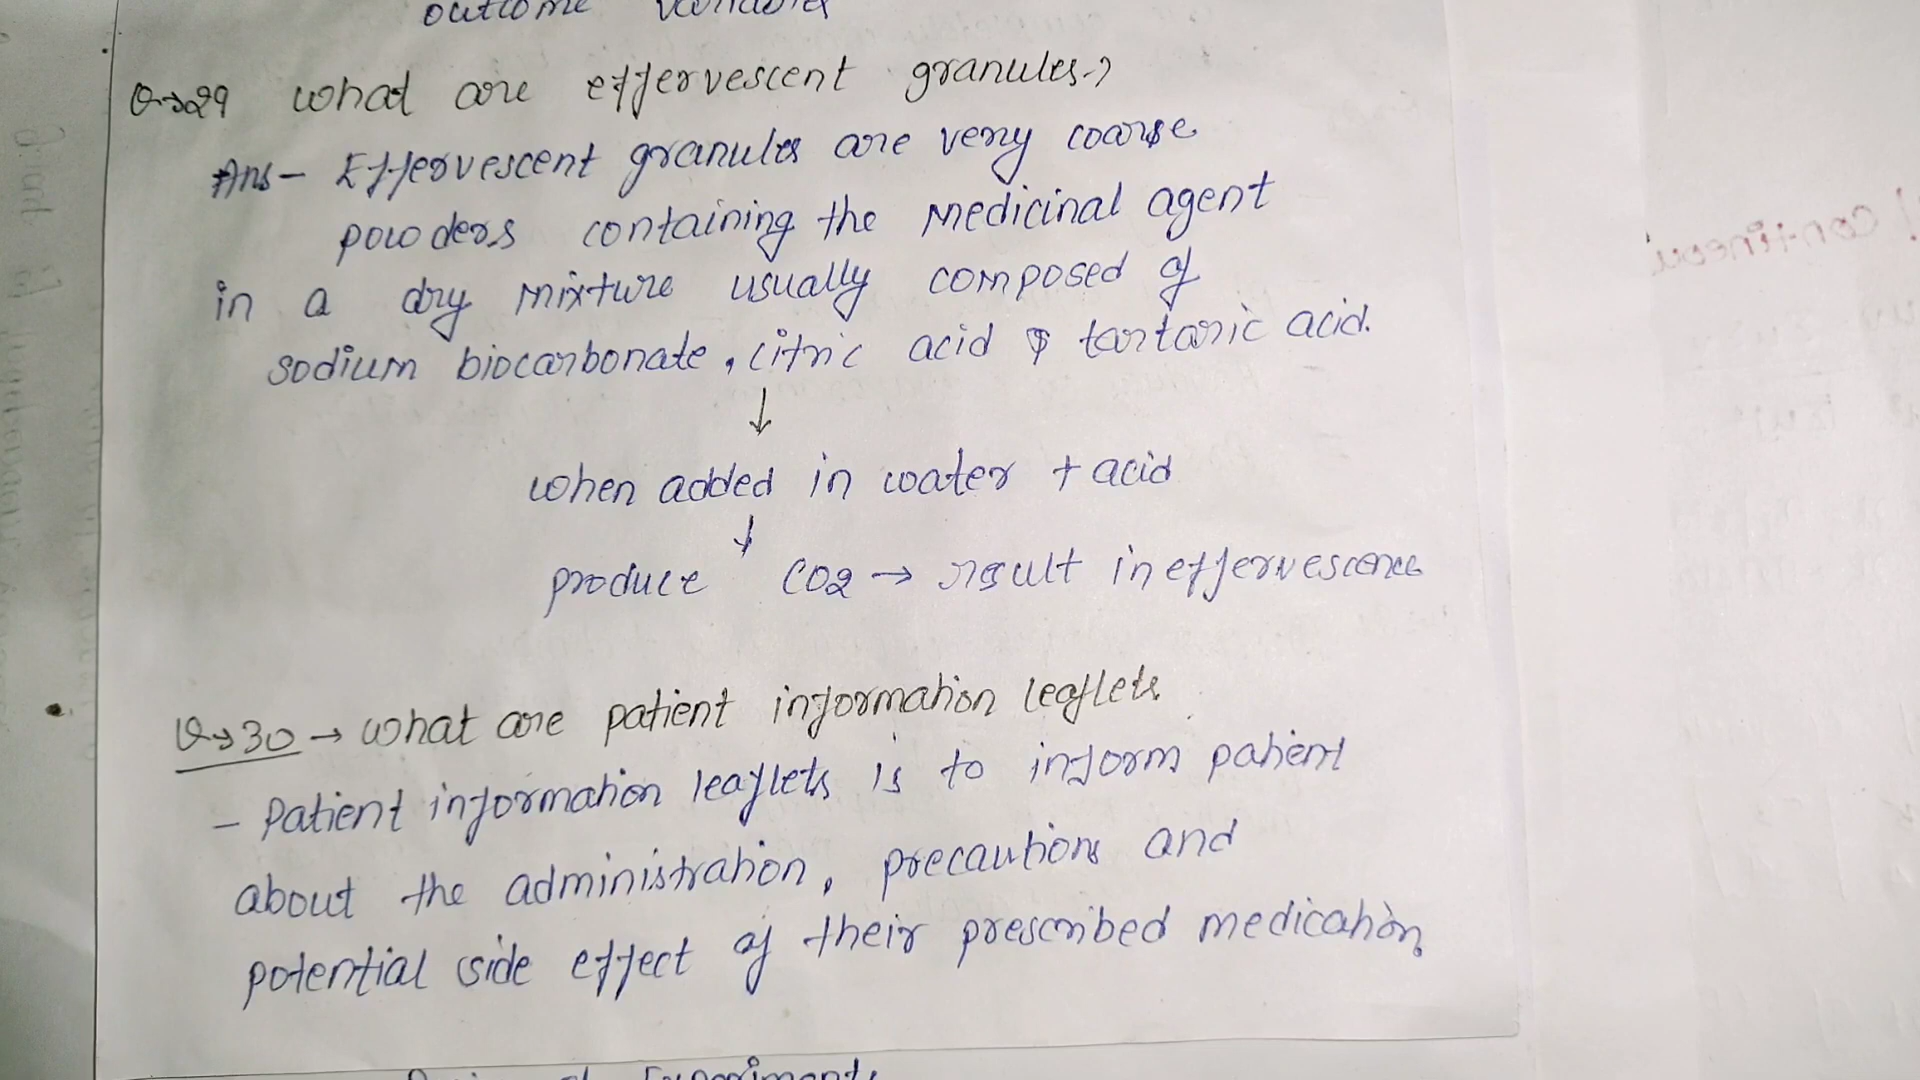 outcome variables
Q→29 What are effervescent granules?
Ans - Effervescent granules are very coarse
powders containing the medicinal agent
in a dry mixture usually composed of
sodium biocarbonate, citric acid & tartaric acid.
↓
when added in water + acid
↓
produce CO2 → result in effervescence
Q→30 → What are patient information leaflets
- Patient information leaflets is to inform patient
about the administration, precautions and
potential side effect of their prescribed medication